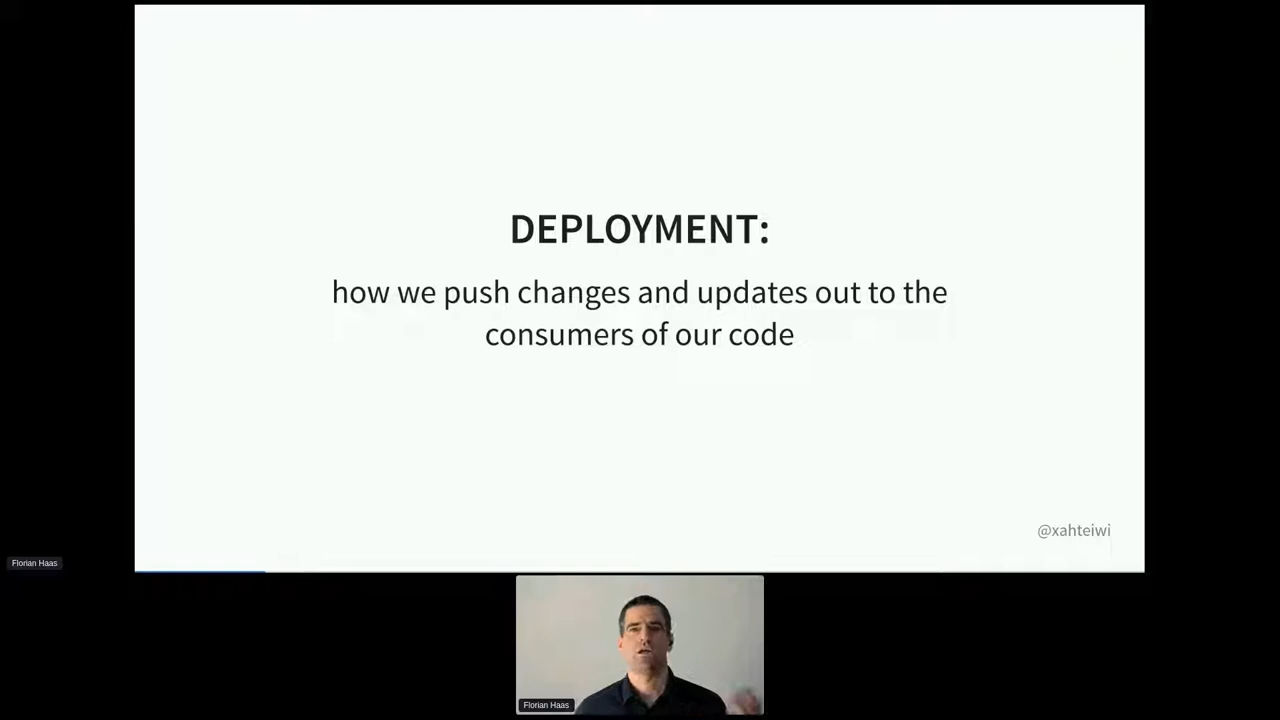 DEPLOYMENT:
how we push changes and updates out to the
consumers of our code
@xahteiwi
Florian Haas
Florian Haas